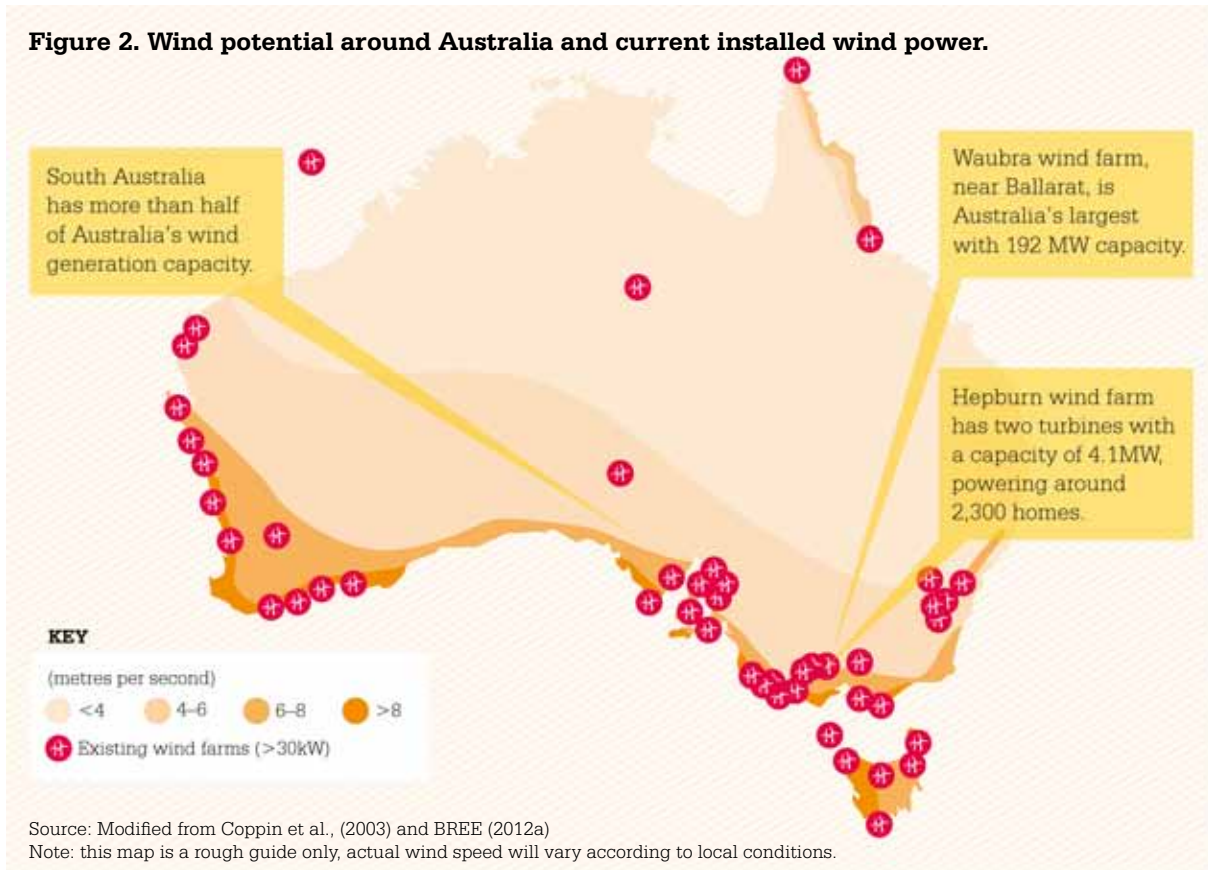 Figure 2. Wind potential around Australia and current installed wind power.
South Australia
has more than half
of Australia's wind
generation capacity.
Waubra wind farm,
near Ballarat, is
Australia's largest
with 192 MW capacity.
Hepburn wind farm
has two turbines with
a capacity of 4.1MW,
powering around
2,300 homes.
KEY
(metres per second)
<4 4–6 6–8 >8
Existing wind farms (>30kW)
Source: Modified from Coppin et al., (2003) and BREE (2012a)
Note: this map is a rough guide only, actual wind speed will vary according to local conditions.